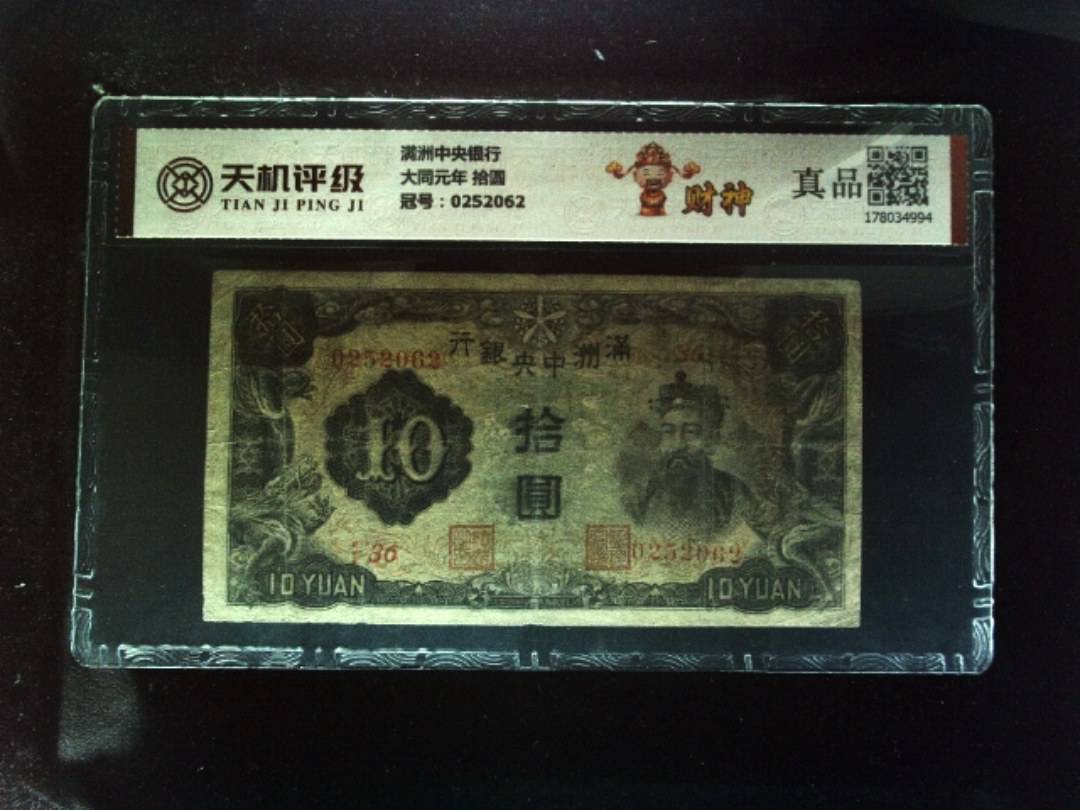 天机评级
TIAN JI PING JI
满洲中央银行
大同元年 拾圆
冠号：0252062
财神
真品
178034994
0252062
行銀央中洲滿
36
10
拾
圓
36
0252062
10 YUAN
10 YUAN